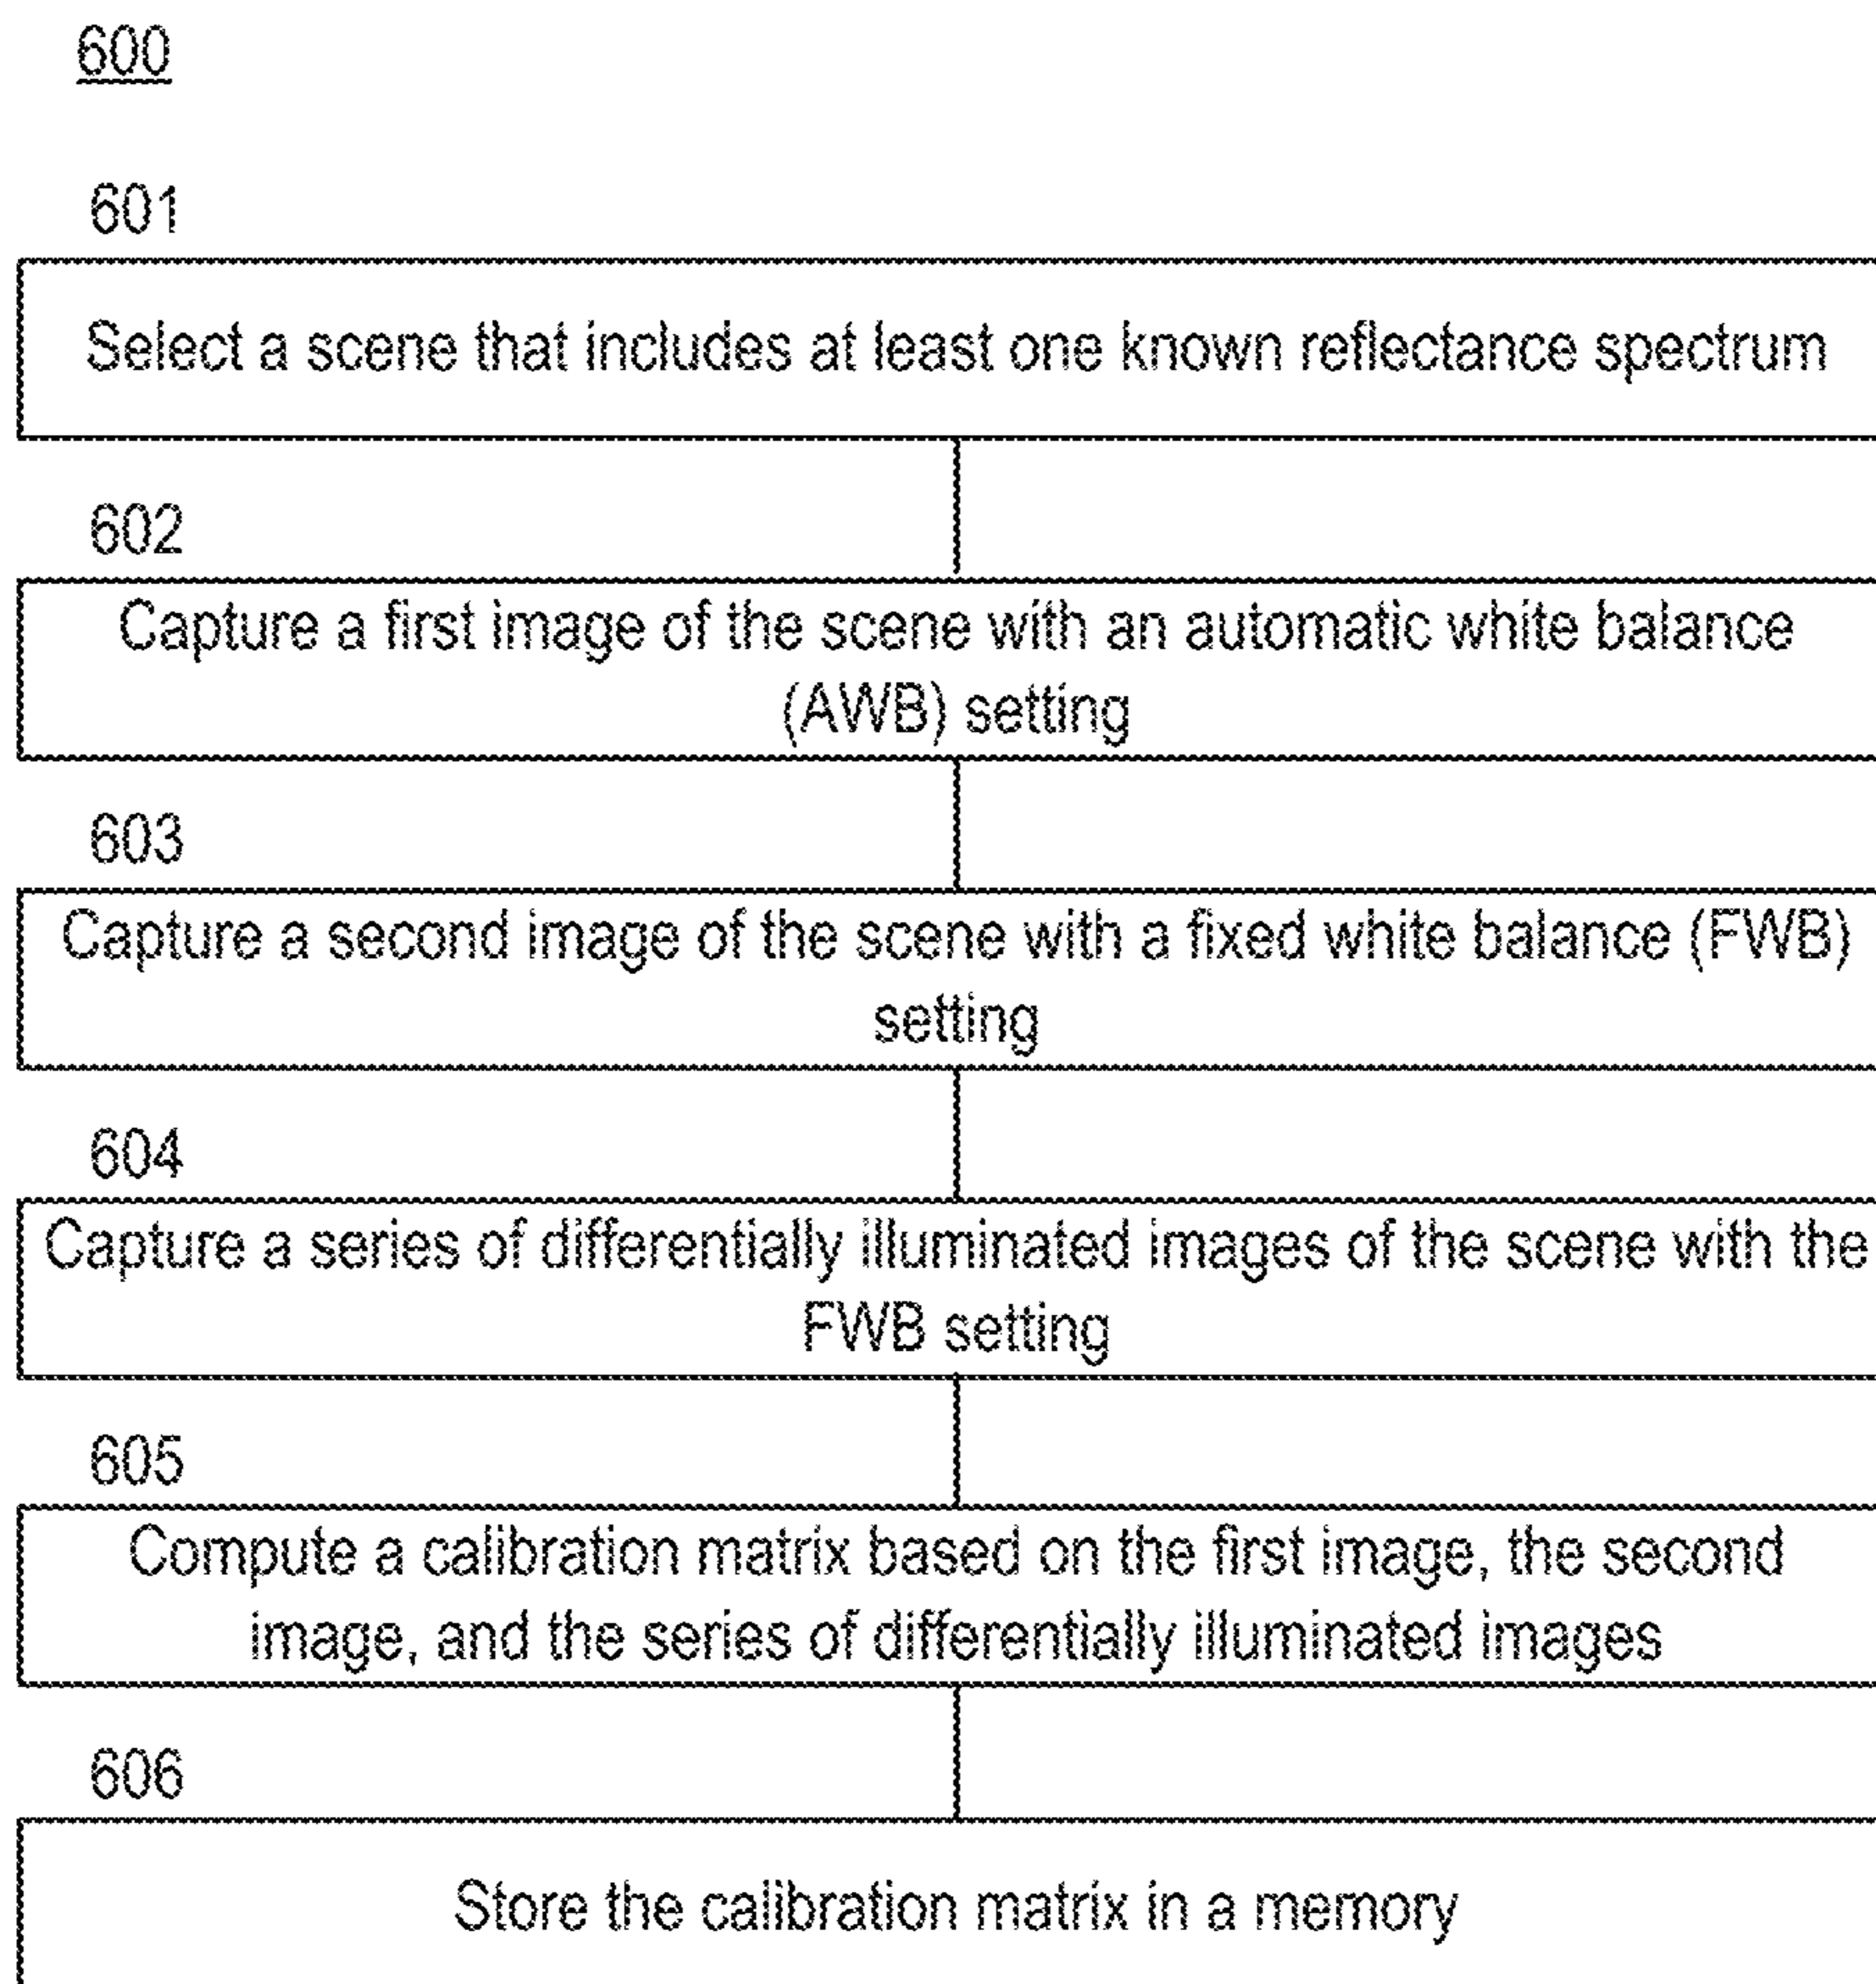 600
601
Select a scene that includes at least one known reflectance spectrum
602
Capture a first image of the scene with an automatic white balance
(AWB) setting
603
Capture a second image of the scene with a fixed white balance (FWB)
setting
604
Capture a series of differentially illuminated images of the scene with the
FWB setting
605
Compute a calibration matrix based on the first image, the second
image, and the series of differentially illuminated images
606
Store the calibration matrix in a memory